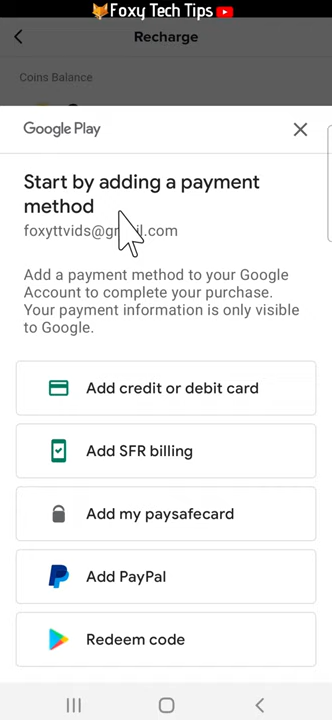 Foxy Tech Tips
Recharge
Coins Balance
Google Play
Start by adding a payment
method
foxyttvids@gmail.com
Add a payment method to your Google
Account to complete your purchase.
Your payment information is only visible
to Google.
Add credit or debit card
Add SFR billing
Add my paysafecard
Add PayPal
Redeem code